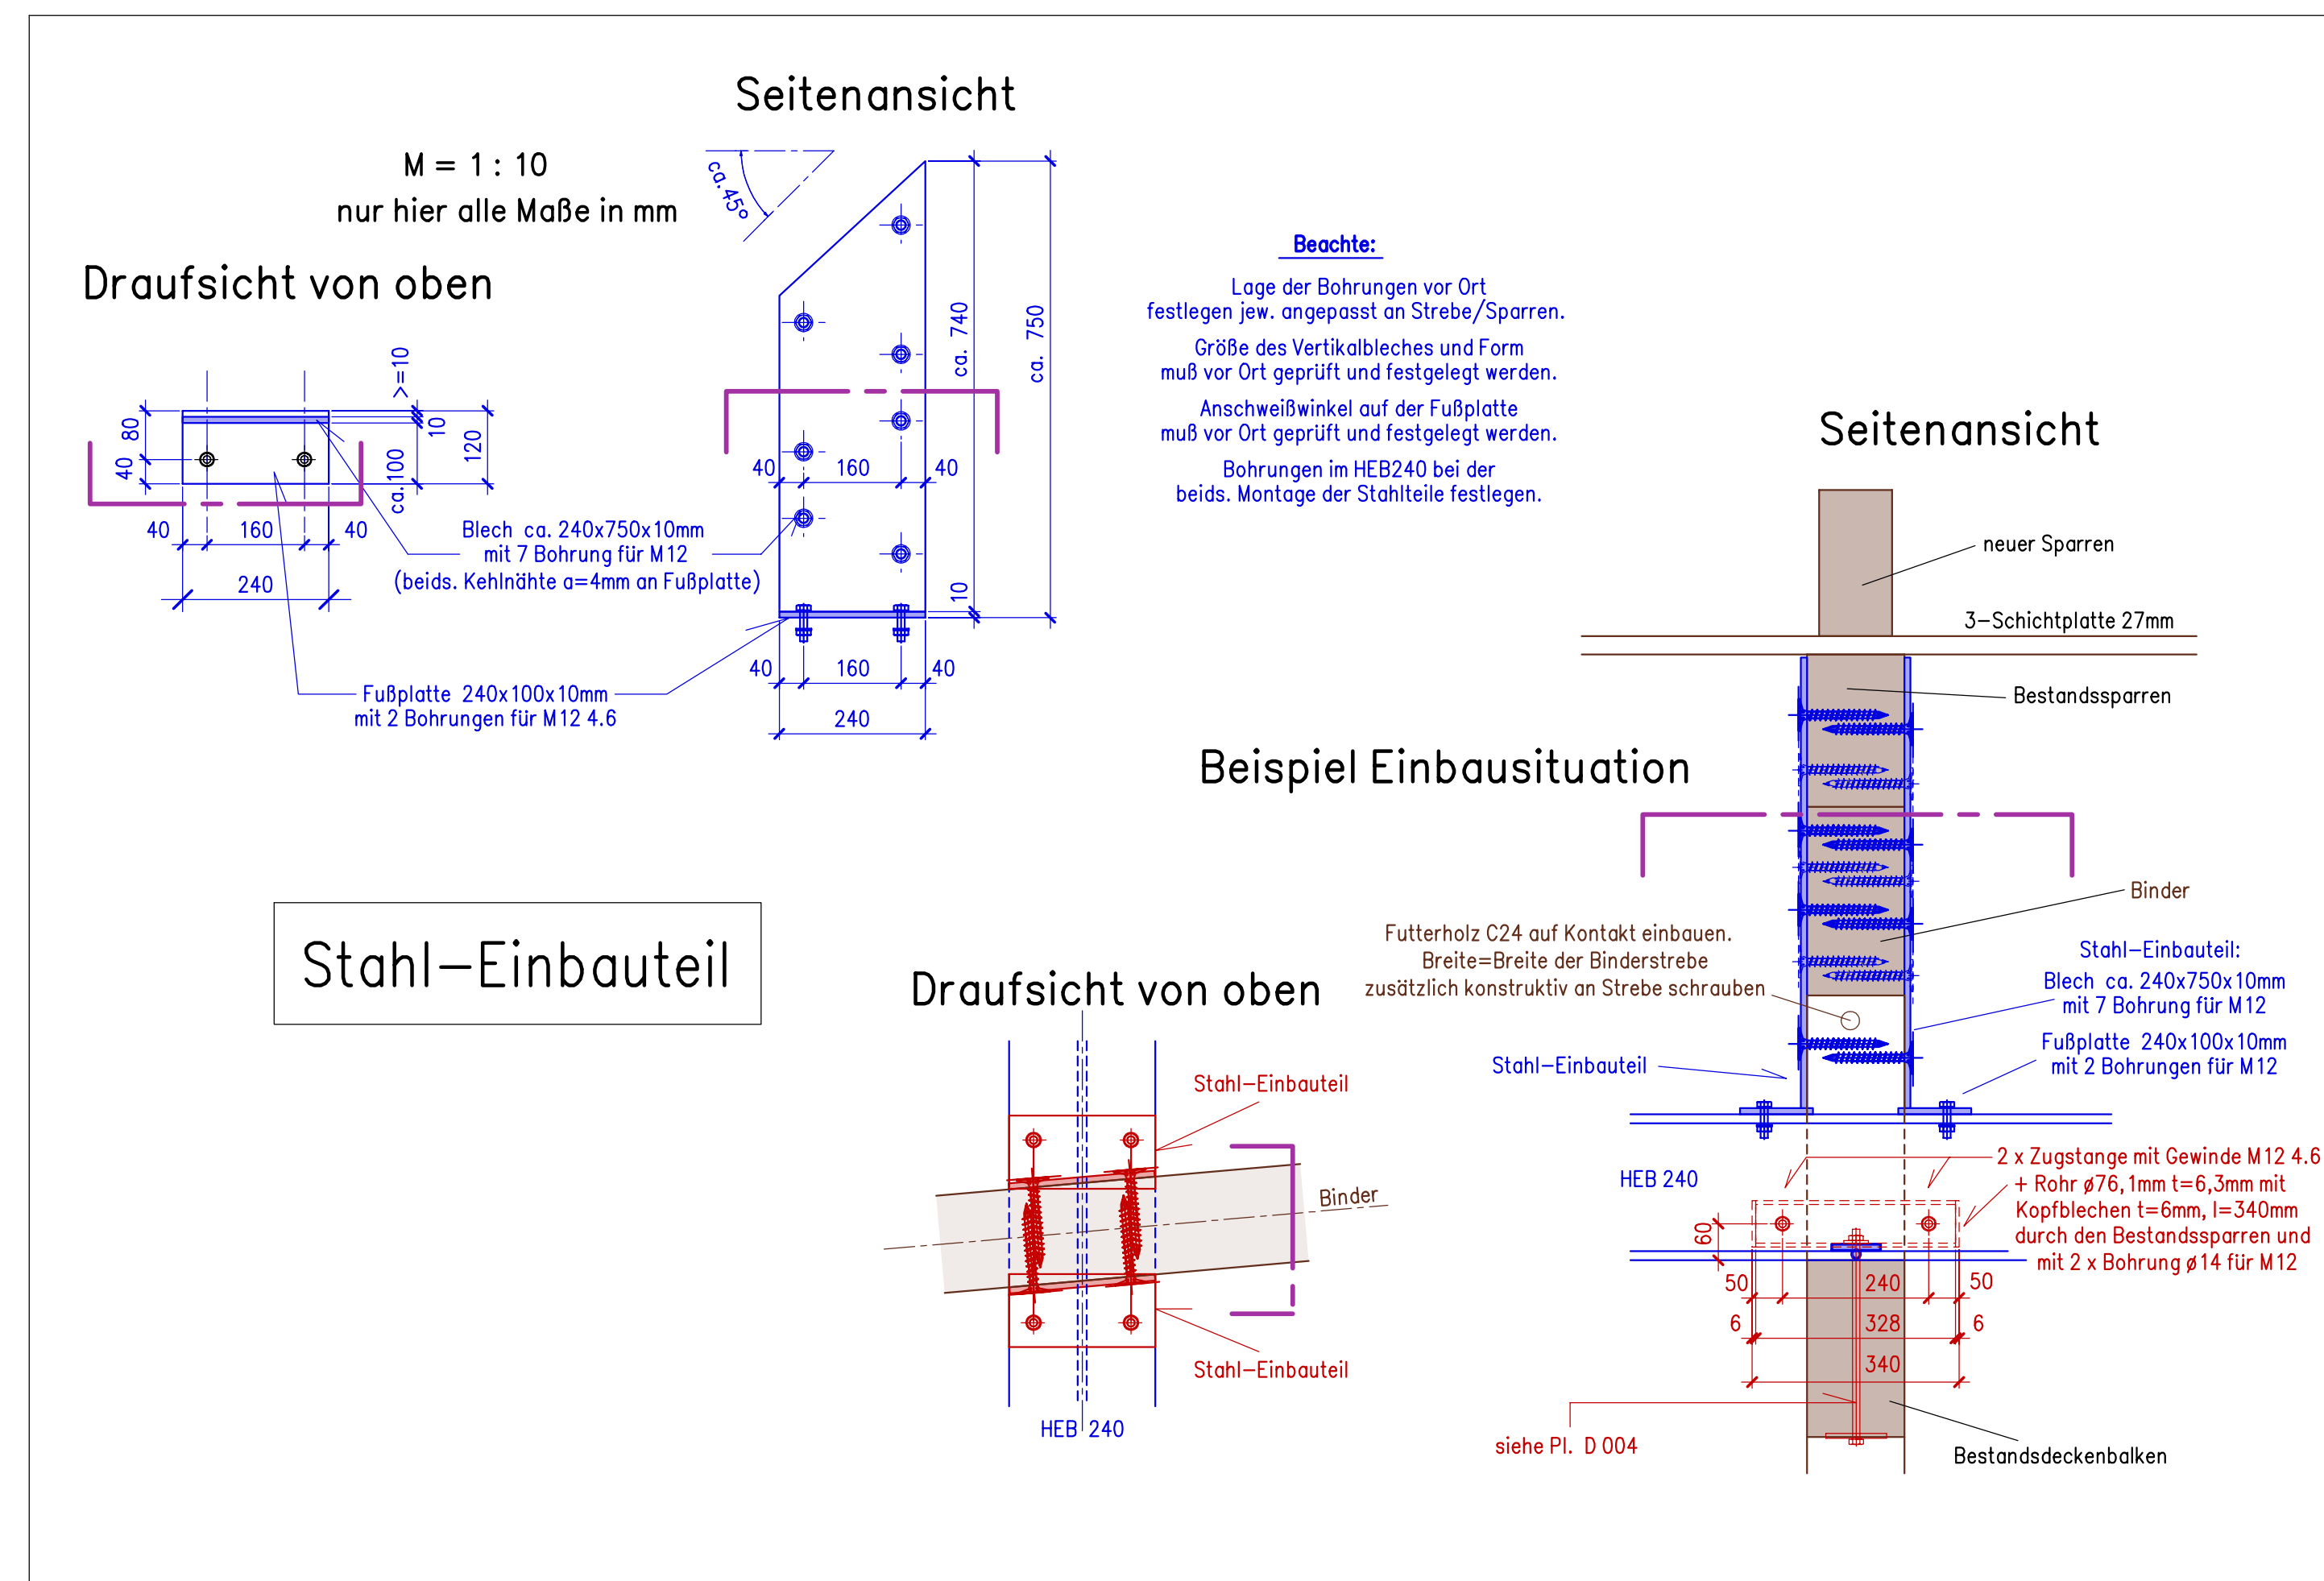 Seitenansicht
M = 1 : 10
nur hier alle Maße in mm
Draufsicht von oben
ca. 45°
ca. 740
ca. 750
10
40
160
40
40
160
40
240
80
40
>=10
10
ca.100
120
40
160
40
240
Blech ca. 240x750x10mm
mit 7 Bohrung für M12
(beids. Kehlnähte a=4mm an Fußplatte)
Fußplatte 240x100x10mm
mit 2 Bohrungen für M12 4.6
Beachte:
Lage der Bohrungen vor Ort
festlegen jew. angepasst an Strebe/Sparren.
Größe des Vertikalbleches und Form
muß vor Ort geprüft und festgelegt werden.
Anschweißwinkel auf der Fußplatte
muß vor Ort geprüft und festgelegt werden.
Bohrungen im HEB240 bei der
beids. Montage der Stahlteile festlegen.
Stahl-Einbauteil
Beispiel Einbausituation
Draufsicht von oben
Stahl-Einbauteil
Binder
Stahl-Einbauteil
HEB 240
Seitenansicht
neuer Sparren
3-Schichtplatte 27mm
Bestandssparren
Binder
Futterholz C24 auf Kontakt einbauen.
Breite=Breite der Binderstrebe
zusätzlich konstruktiv an Strebe schrauben
Stahl-Einbauteil:
Blech ca. 240x750x10mm
mit 7 Bohrung für M12
Fußplatte 240x100x10mm
mit 2 Bohrungen für M12
Stahl-Einbauteil
HEB 240
2 x Zugstange mit Gewinde M12 4.6
+ Rohr ø76,1mm t=6,3mm mit
Kopfblechen t=6mm, l=340mm
durch den Bestandssparren und
mit 2 x Bohrung ø14 für M12
60
50
240
50
6
328
6
340
siehe Pl. D 004
Bestandsdeckenbalken